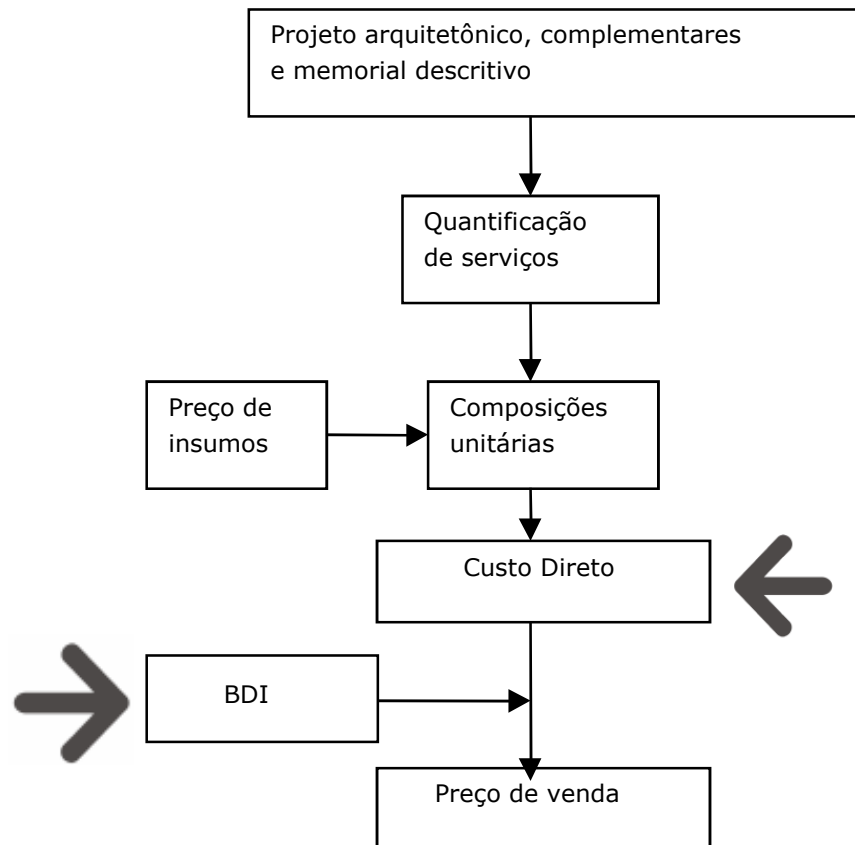 Projeto arquitetônico, complementares
e memorial descritivo
Quantificação
de serviços
Preço de
insumos
Composições
unitárias
Custo Direto
BDI
Preço de venda